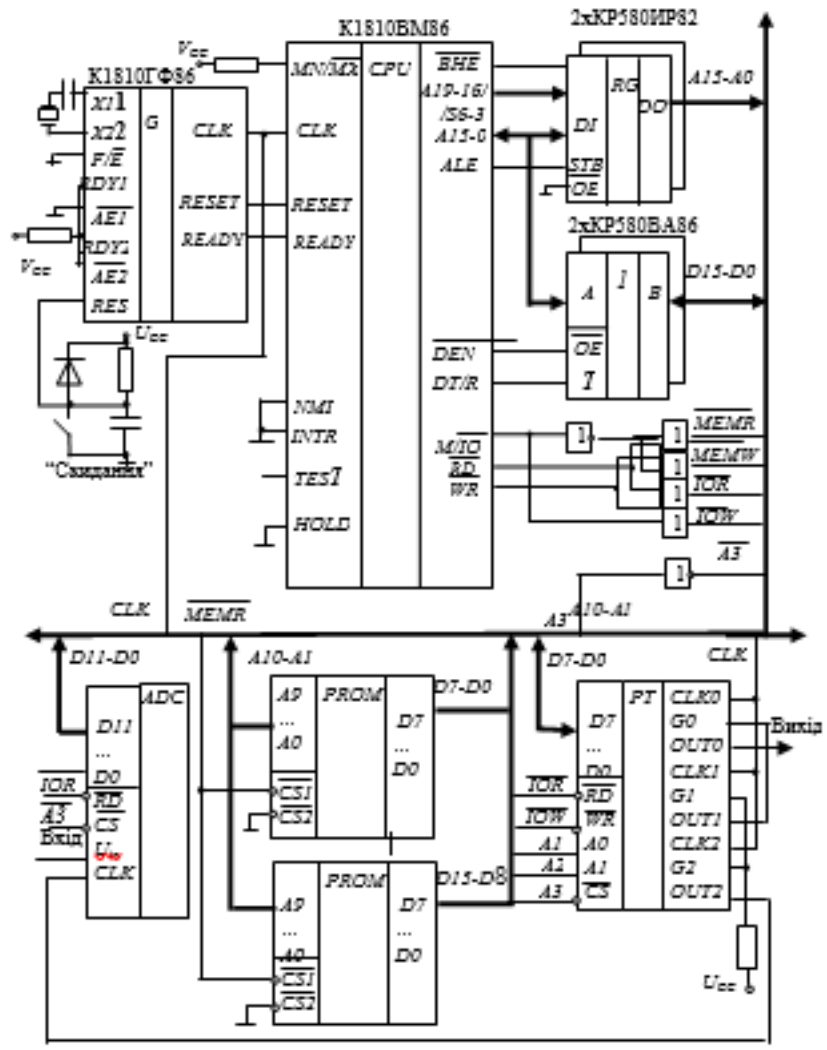 2xКР580ИР82
К1810ВМ86
Vcc
К1810ГФ86
MN/MX
CPU
BHE
A19-16/
/S6-3
A15-0
ALE
RG
DI
DO
STB
OE
A15-A0
X1 1
X2 2
G
CLK
CLK
F/E
RDY1
AE1
RDY2
AE2
RES
RESET
READY
RESET
READY
Vcc
2xКР580ВА86
A
1
B
OE
T
D15-D0
DEN
DT/R
Ucc
"Скидання"
NMI
INTR
TEST
HOLD
M/IO
RD
WR
1
1
1
1
1
MEMR
MEMW
IOR
IOW
1
A3
CLK
MEMR
A3
A10-A1
D11-D0
A10-A1
D7-D0
D7-D0
CLK
ADC
D11
...
D0
RD
CS
CLK
IOR
A3
Вхід
A9
...
A0
PROM
D7
...
D0
CS1
CS2
D15-D8
A9
...
A0
PROM
D7
...
D0
CS1
CS2
D7
...
D0
RD
WR
A0
A1
CS
PT
CLK0
G0
OUT0
CLK1
G1
OUT1
CLK2
G2
OUT2
IOR
IOW
A1
A2
A3
Вихід
Ucc